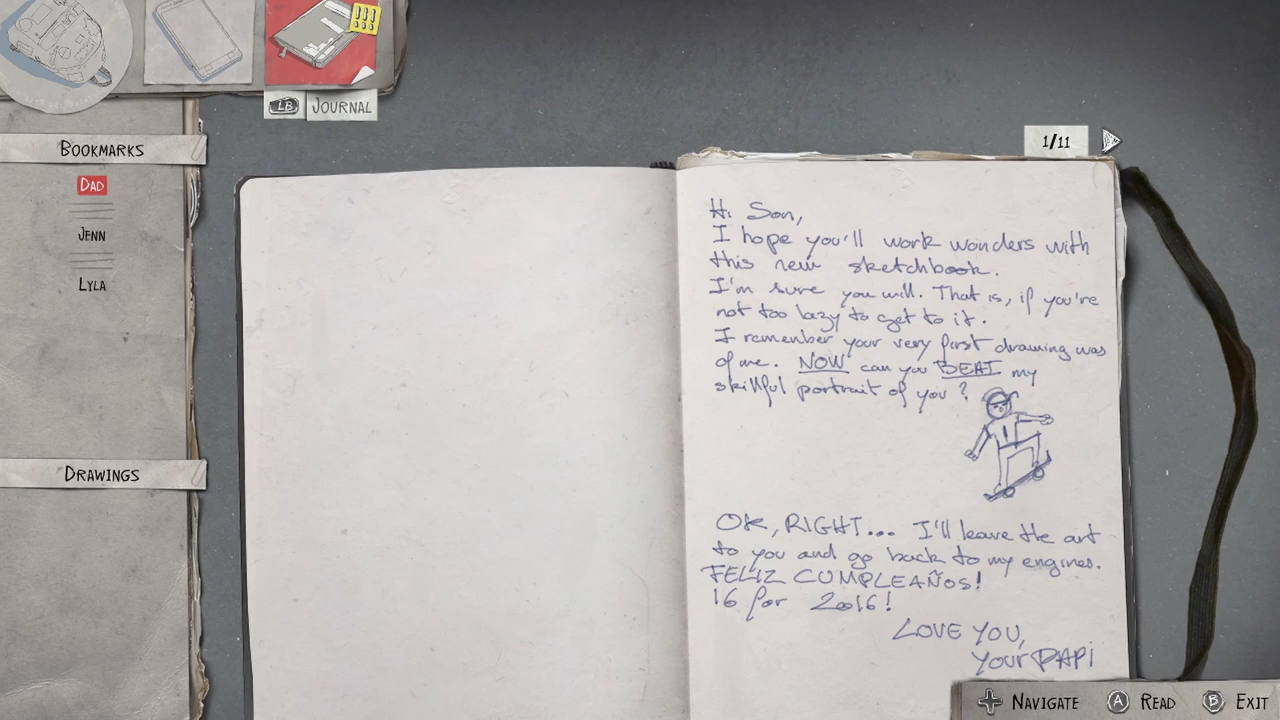 LB JOURNAL
BOOKMARKS
DAD
JENN
LYLA
DRAWINGS
1/11
Hi Son,
I hope you'll work wonders with
this new sketchbook.
I'm sure you will. That is, if you're
not too lazy to get to it.
I remember your very first drawing was
of me. NOW can you BEAT my
skillful portrait of you?
OK, RIGHT... I'll leave the art
to you and go back to my engines.
FELIZ CUMPLEAÑOS!
16 for 2016!
LOVE YOU,
Your PAPI
NAVIGATE A READ B EXIT